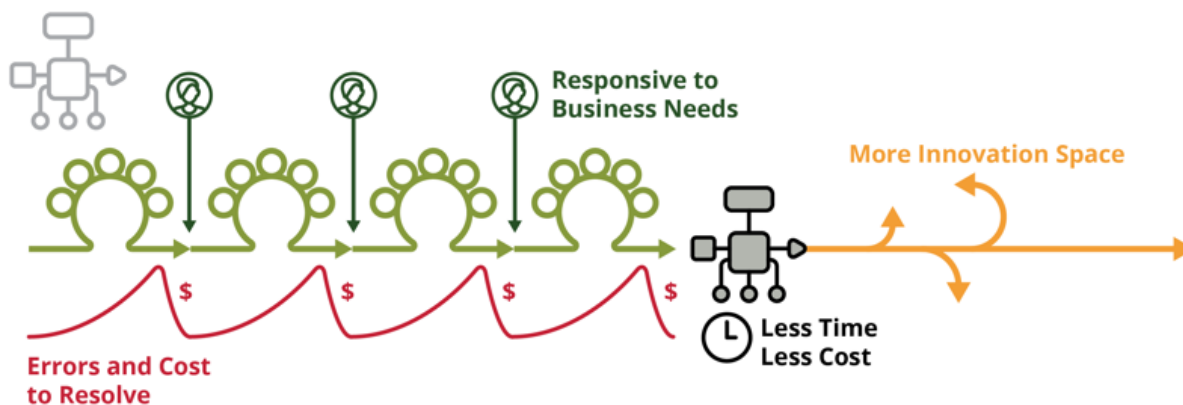 Responsive to
Business Needs
More Innovation Space
$
$
$
$
Less Time
Less Cost
Errors and Cost
to Resolve